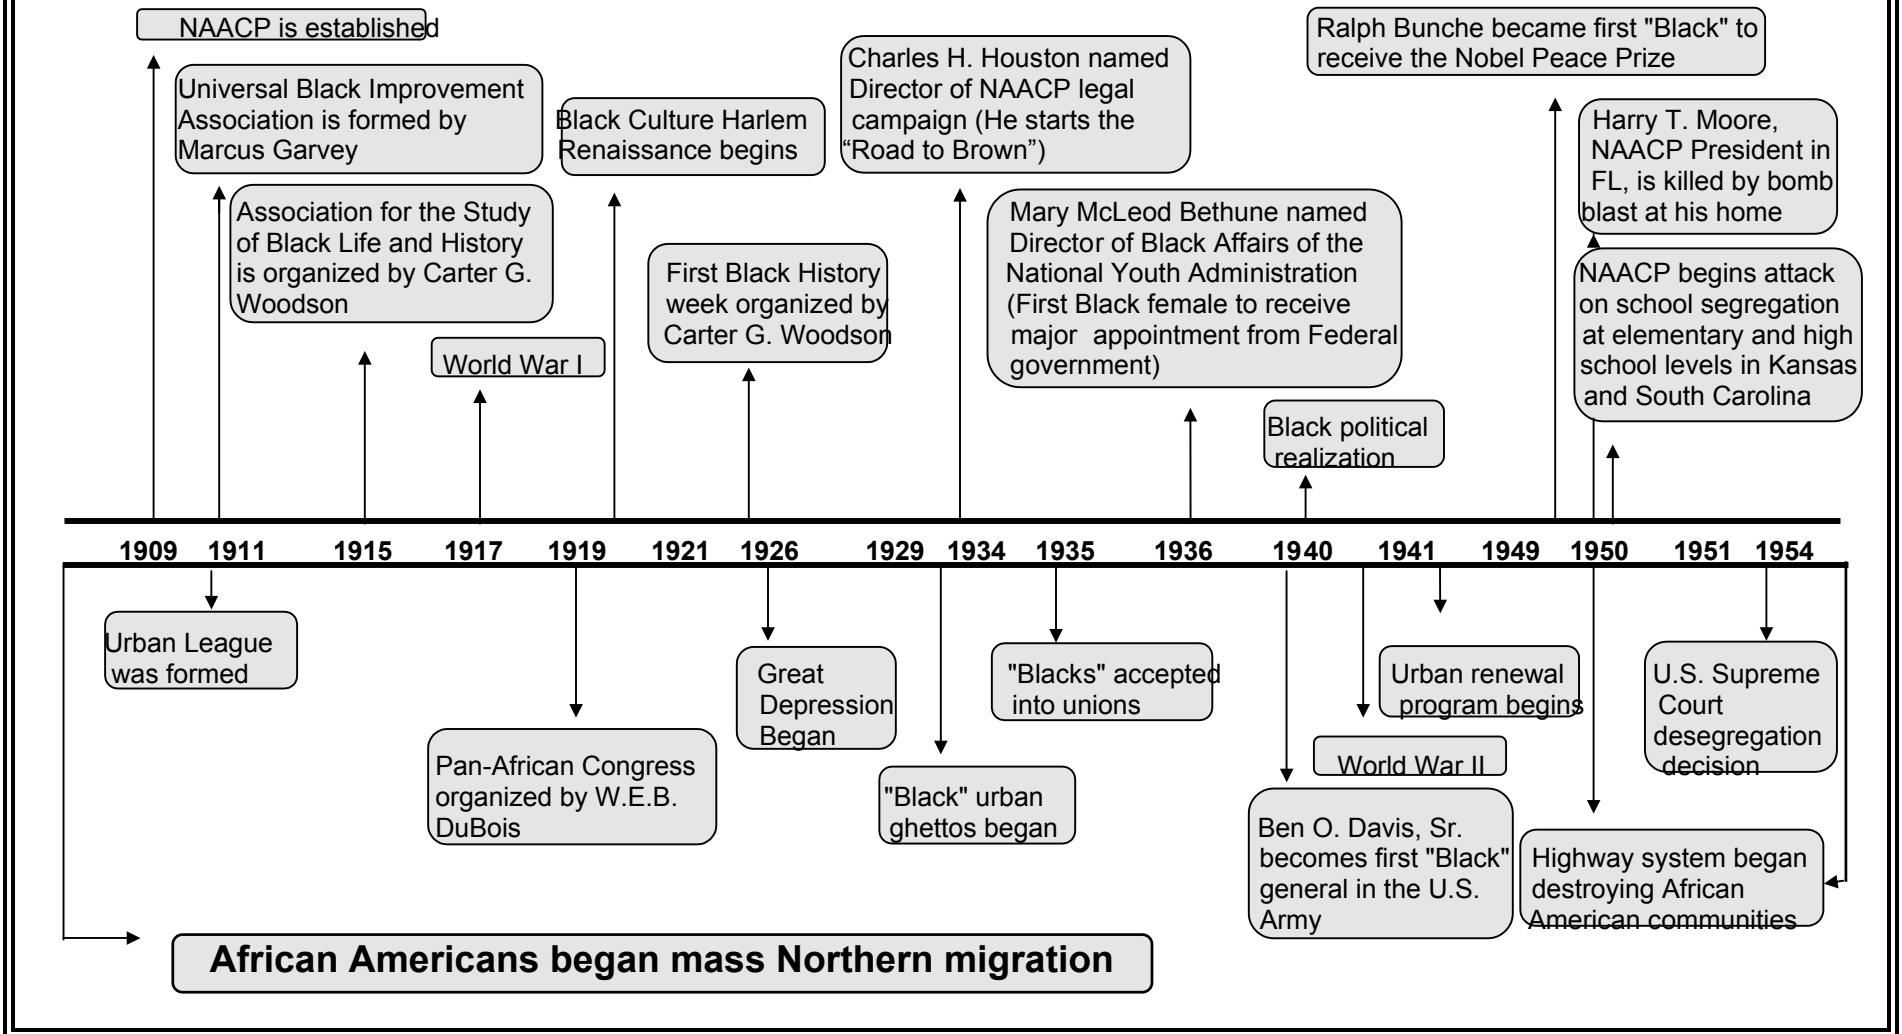 NAACP is established
Universal Black Improvement
Association is formed by
Marcus Garvey
Association for the Study
of Black Life and History
is organized by Carter G.
Woodson
World War I
Black Culture Harlem
Renaissance begins
First Black History
week organized by
Carter G. Woodson
Charles H. Houston named
Director of NAACP legal
campaign (He starts the
“Road to Brown”)
Mary McLeod Bethune named
Director of Black Affairs of the
National Youth Administration
(First Black female to receive
major appointment from Federal
government)
Black political
realization
Ralph Bunche became first "Black" to
receive the Nobel Peace Prize
Harry T. Moore,
NAACP President in
FL, is killed by bomb
blast at his home
NAACP begins attack
on school segregation
at elementary and high
school levels in Kansas
and South Carolina
1909 1911 1915 1917 1919 1921 1926 1929 1934 1935 1936 1940 1941 1949 1950 1951 1954
Urban League
was formed
Pan-African Congress
organized by W.E.B.
DuBois
Great
Depression
Began
"Black" urban
ghettos began
"Blacks" accepted
into unions
Urban renewal
program begins
World War II
Ben O. Davis, Sr.
becomes first "Black"
general in the U.S.
Army
U.S. Supreme
Court
desegregation
decision
Highway system began
destroying African
American communities
African Americans began mass Northern migration